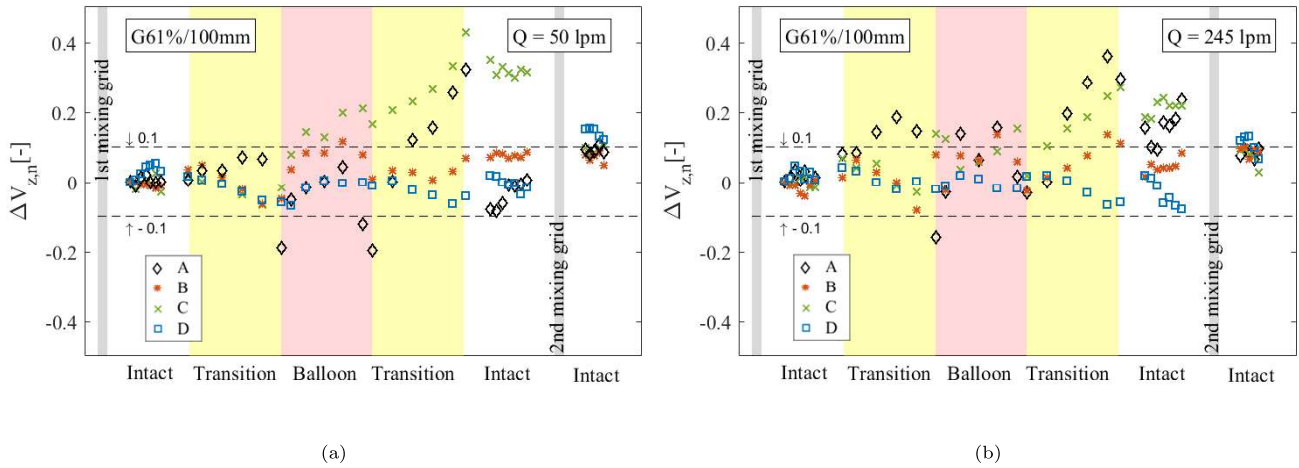 G61%/100mm
Q = 50 lpm
0.4
0.2
0
-0.2
-0.4
ΔVz,n[-]
1st mixing grid
2nd mixing grid
↓ 0.1
↑ - 0.1
A
B
C
D
Intact
Transition
Balloon
Transition
Intact
Intact
(a)
G61%/100mm
Q = 245 lpm
0.4
0.2
0
-0.2
-0.4
ΔVz,n[-]
1st mixing grid
2nd mixing grid
↓ 0.1
↑ -0.1
A
B
C
D
Intact
Transition
Balloon
Transition
Intact
Intact
(b)